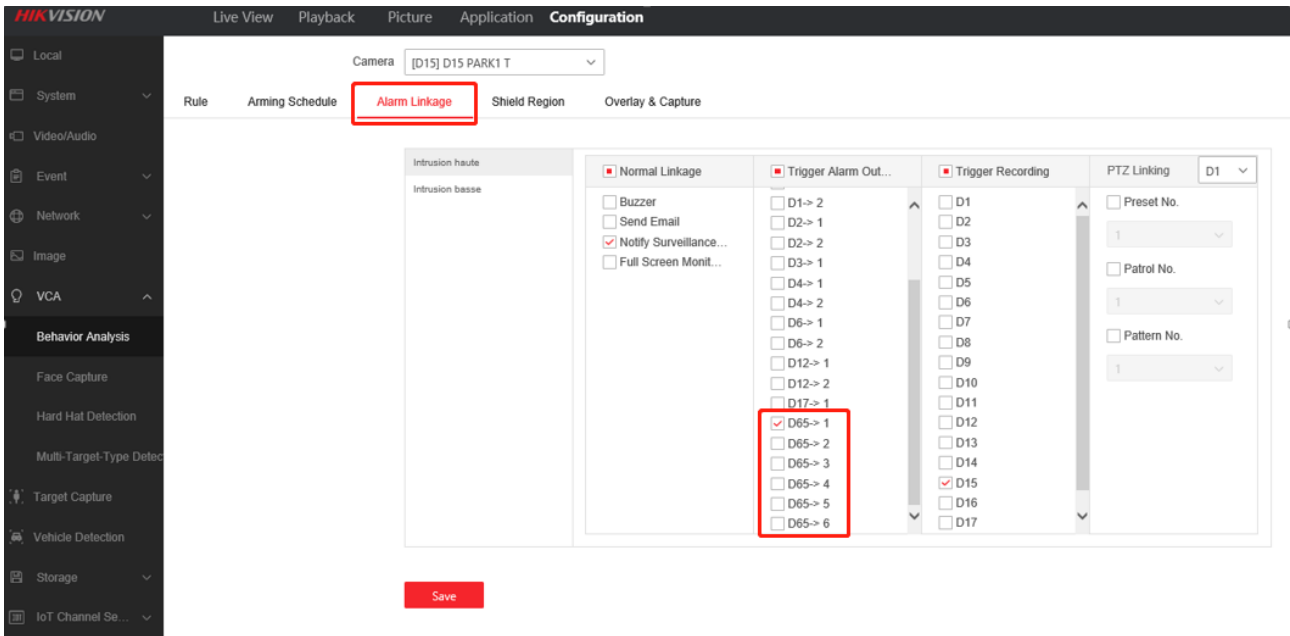 HIKVISION
Live View Playback Picture Application Configuration
Local
System
Video/Audio
Event
Network
Image
VCA
Behavior Analysis
Face Capture
Hard Hat Detection
Multi-Target-Type Detec
Target Capture
Vehicle Detection
Storage
IoT Channel Se...
Camera [D15] D15 PARK1 T
Rule Arming Schedule Alarm Linkage Shield Region Overlay & Capture
Intrusion haute
Intrusion basse
Normal Linkage
Buzzer
Send Email
Notify Surveillance...
Full Screen Monit...
Trigger Alarm Out...
D1-> 2
D2-> 1
D2-> 2
D3-> 1
D4-> 1
D4-> 2
D6-> 1
D6-> 2
D12-> 1
D12-> 2
D17-> 1
D65-> 1
D65-> 2
D65-> 3
D65-> 4
D65-> 5
D65-> 6
Trigger Recording
D1
D2
D3
D4
D5
D6
D7
D8
D9
D10
D11
D12
D13
D14
D15
D16
D17
PTZ Linking D1
Preset No.
1
Patrol No.
1
Pattern No.
1
Save